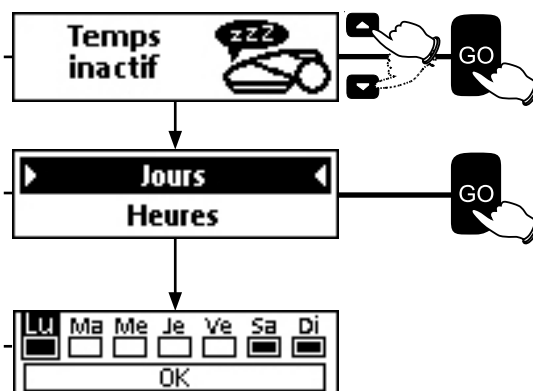 Temps
inactif
zZZ
GO
Jours
Heures
GO
Lu Ma Me Je Ve Sa Di
OK